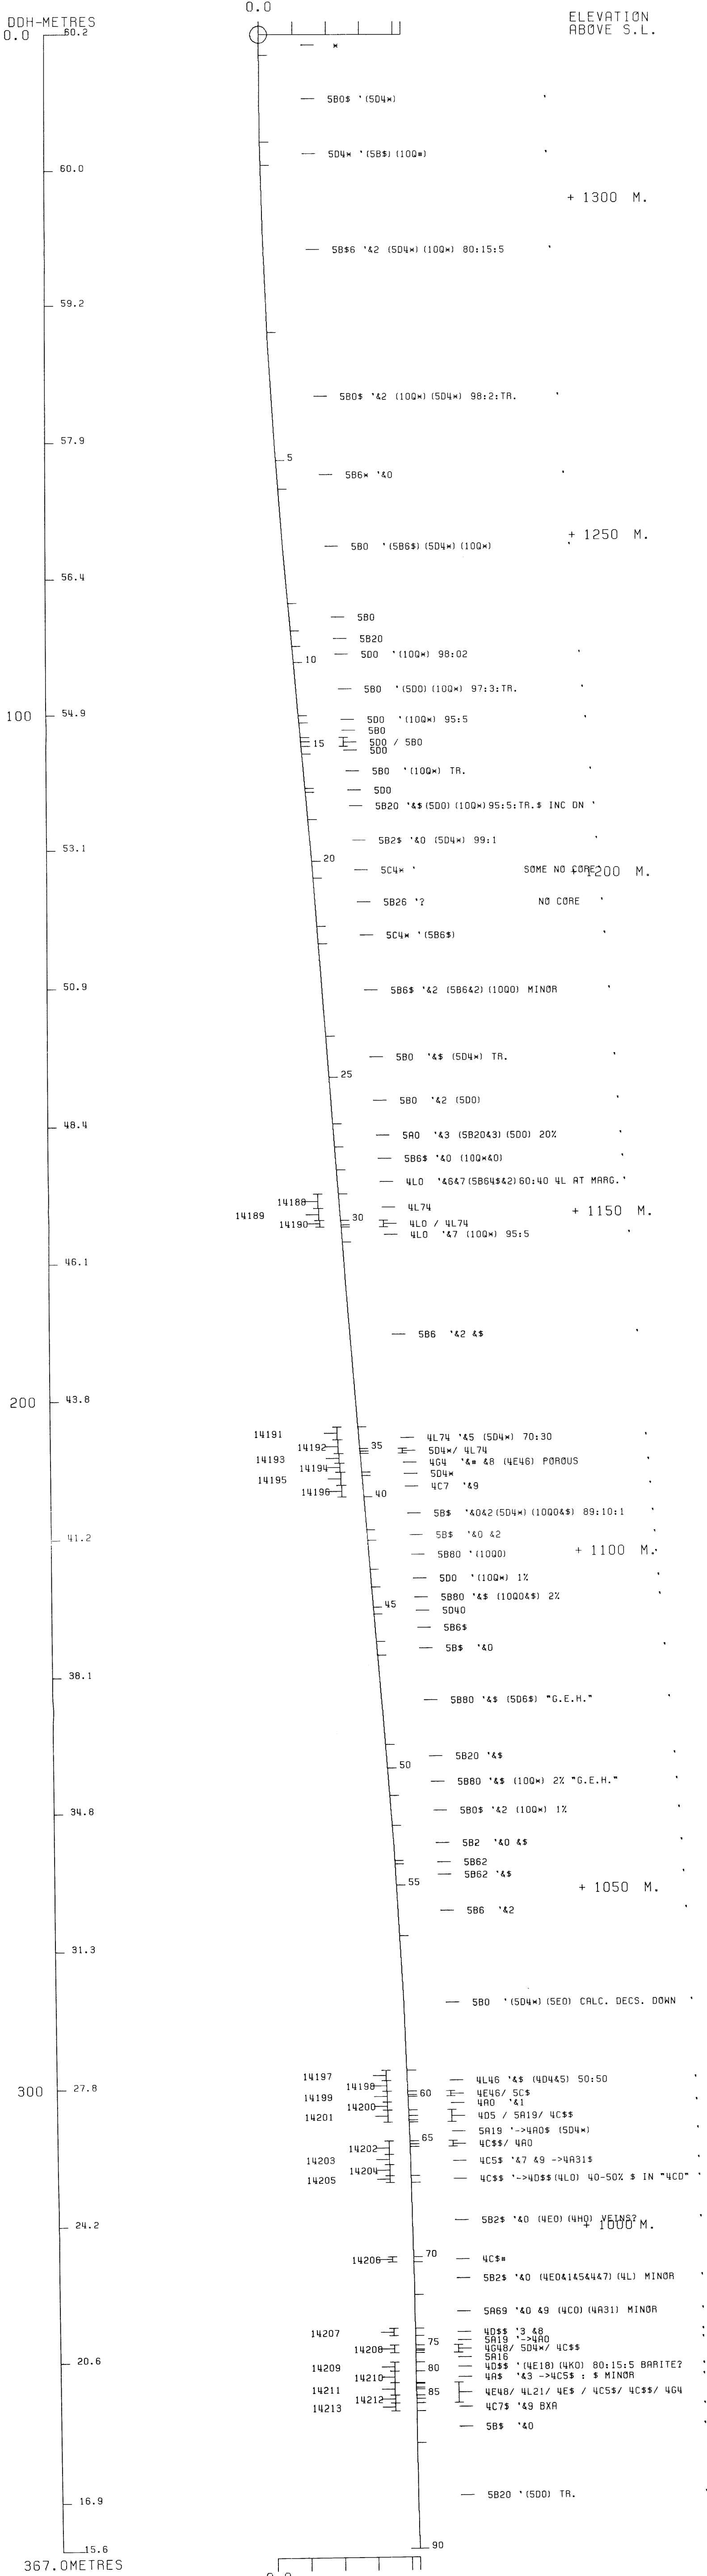 0.0
DDH-METRES
ELEVATION
ABOVE S.L.
0.0 60.2
*
5B0$ '(5D4*) '
5D4* '(5B$)(10Q*) '
60.0
+ 1300 M.
5B$6 '&2 (5D4*)(10Q*) 80:15:5 '
59.2
5B0$ '&2 (10Q*)(5D4*) 98:2:TR. '
57.9
5
5B6* '&0 '
+ 1250 M.
5B0 '(5B6$)(5D4*)(10Q*) '
56.4
5B0
5B20
5D0 '(10Q*) 98:02 '
10
5B0 '(5D0)(10Q*) 97:3:TR. '
100 54.9
5D0 '(10Q*) 95:5 '
5B0
15 5D0 / 5B0
5D0
5B0 '(10Q*) TR. '
5D0 '
5B20 '&$(5D0)(10Q*)95:5:TR.$ INC DN '
5B2$ '&0 (5D4*) 99:1 '
53.1
20
5C4* ' SOME NO CORE'
+ 1200 M.
5B26 '? NO CORE '
5C4* '(5B6$) '
50.9
5B6$ '&2 (5B6&2)(10Q0) MINOR '
5B0 '&$ (5D4*) TR. '
25
5B0 '&2 (5D0) '
48.4
5A0 '&3 (5B20&3)(5D0) 20% '
5B6$ '&0 (10Q*&0) '
4L0 '&6&7(5B64$&2)60:40 4L AT MARG.'
14188 4L74
+ 1150 M.
14189
14190 30 4L0 / 4L74
4L0 '&7 (10Q*) 95:5 '
46.1
5B6 '&2 &$ '
200 43.8
14191 4L74 '&5 (5D4*) 70:30 '
14192 35 5D4*/ 4L74
14193 4G4 '&* &8 (4E46) POROUS '
14194 5D4*
14195 4C7 '&9 '
14196 40
5B$ '&0&2(5D4*)(10Q0&$) 89:10:1 '
5B$ '&0 &2 '
41.2
+ 1100 M.
5B80 '(10Q0) '
5D0 '(10Q*) 1% '
5B80 '&$ (10Q0&$) 2% '
45
5D40
5B6$
5B$ '&0 '
38.1
5B80 '&$ (5D6$) "G.E.H." '
5B20 '&$ '
50
5B80 '&$ (10Q*) 2% "G.E.H." '
5B0$ '&2 (10Q*) 1% '
34.8
5B2 '&0 &$ '
5B62
5B62 '&$ '
55
+ 1050 M.
5B6 '&2 '
31.3
5B0 '(5D4*)(5E0) CALC. DECS. DOWN '
14197 4L46 '&$ (4D4&5) 50:50 '
14198
300 27.8
60 4E46/ 5C$
14199 4A0 '&1 '
14200
14201 4D5 / 5A19/ 4C$$
5A19 '->4A0$ (5D4*) '
65
14202 4C$$/ 4A0
14203 4C5$ '&7 &9 ->4A31$ '
14204
14205 4C$$ '->4D$$(4L0) 40-50% $ IN "4CD" '
5B2$ '&0 (4E0)(4H0) VEINS? '
24.2
+ 1000 M.
14206 70 4C$*
5B2$ '&0 (4E0&1&5&4&7)(4L) MINOR '
5A69 '&0 &9 (4C0)(4A31) MINOR '
14207 4D$$ '3 &8 '
5A19 '->4A0 '
75
14208 4G48/ 5D4*/ 4C$$
5A16
20.6
14209 80 4D$$ '(4E18)(4K0) 80:15:5 BARITE? '
14210 4A$ '&3 ->4C5$ : $ MINOR '
14211 85 4E48/ 4L21/ 4E$ / 4C5$/ 4C$$/ 4G4
14212
14213 4C7$ '&9 BXA '
5B$ '&0 '
16.9
5B20 '(5D0) TR. '
90
15.6
367.0METRES